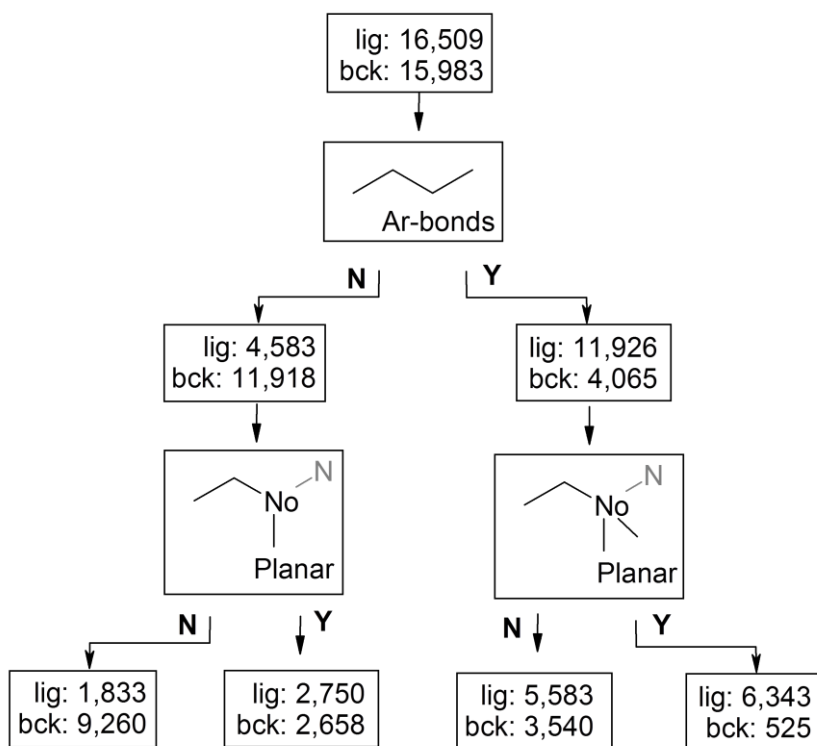 lig: 16,509
bck: 15,983
Ar-bonds
N
Y
lig: 4,583
bck: 11,918
lig: 11,926
bck: 4,065
N
No
Planar
N
No
Planar
N
Y
N
Y
lig: 1,833
bck: 9,260
lig: 2,750
bck: 2,658
lig: 5,583
bck: 3,540
lig: 6,343
bck: 525